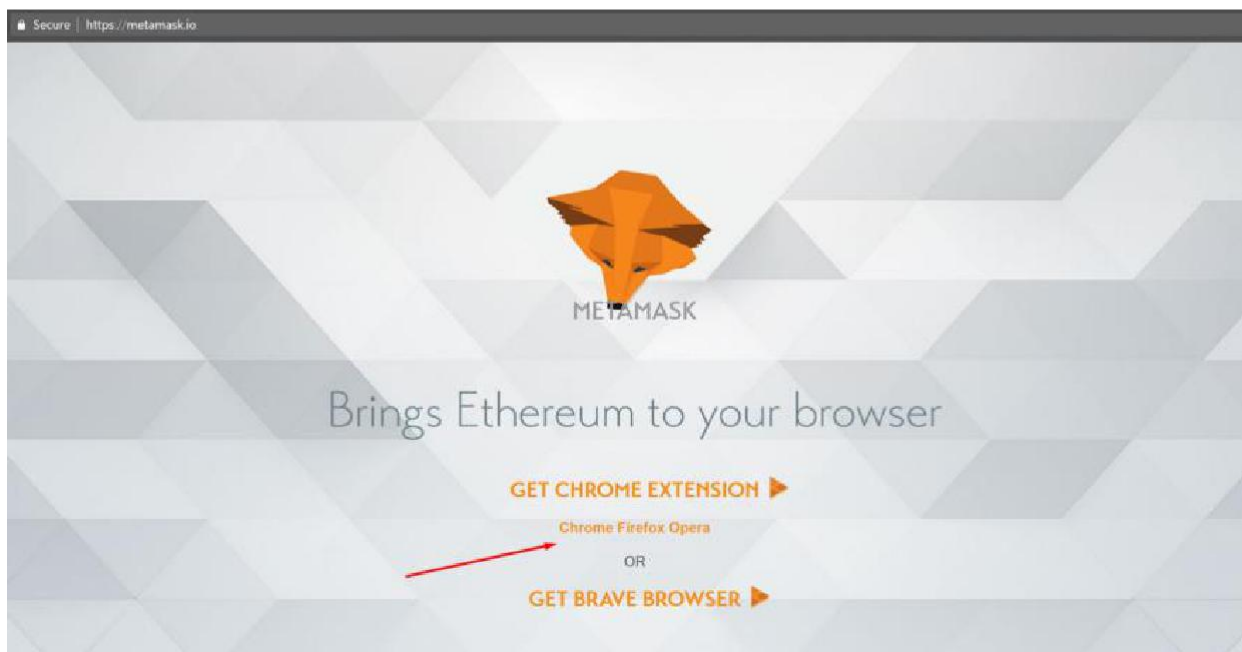 Secure | https://metamask.io
METAMASK
Brings Ethereum to your browser
GET CHROME EXTENSION
Chrome Firefox Opera
OR
GET BRAVE BROWSER